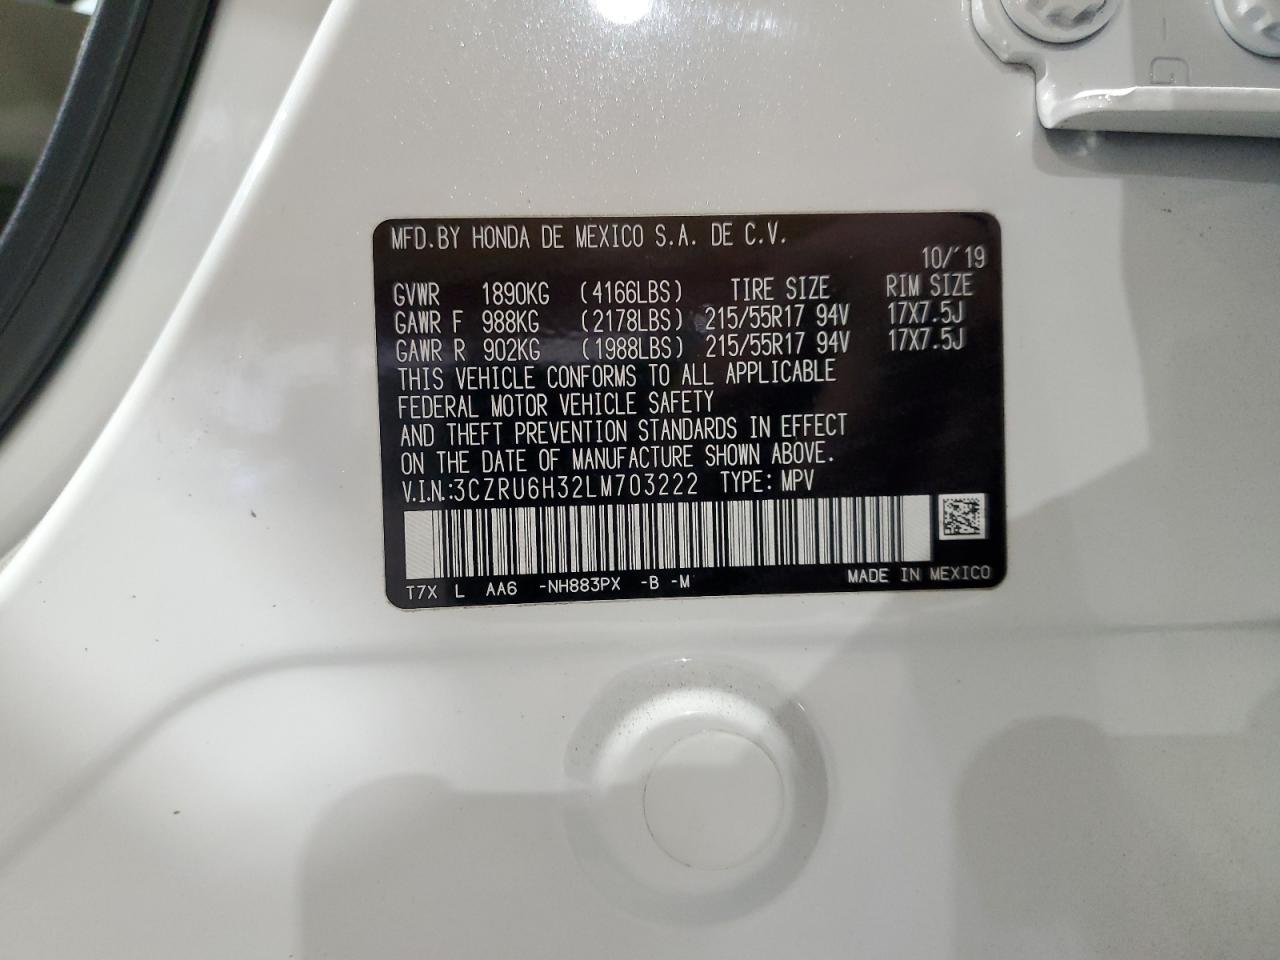 MFD.BY HONDA DE MEXICO S.A. DE C.V.
10/'19
GVWR 1890KG (4166LBS) TIRE SIZE RIM SIZE
GAWR F 988KG (2178LBS) 215/55R17 94V 17X7.5J
GAWR R 902KG (1988LBS) 215/55R17 94V 17X7.5J
THIS VEHICLE CONFORMS TO ALL APPLICABLE
FEDERAL MOTOR VEHICLE SAFETY
AND THEFT PREVENTION STANDARDS IN EFFECT
ON THE DATE OF MANUFACTURE SHOWN ABOVE.
V.I.N.:3CZRU6H32LM703222 TYPE: MPV
T7X L AA6 -NH883PX -B -M MADE IN MEXICO